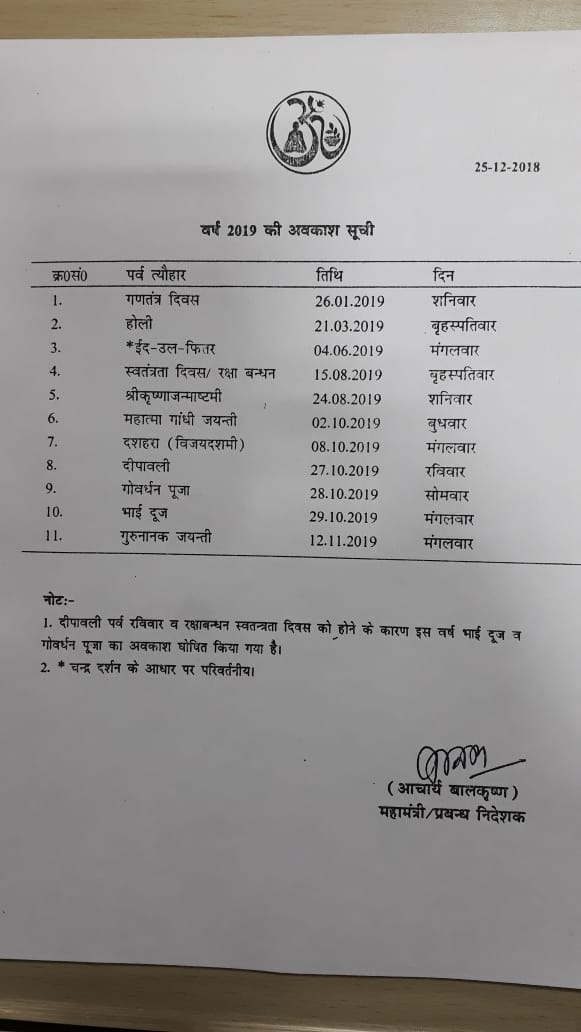 25-12-2018
वर्ष 2019 की अवकाश सूची
क्र0सं0 पर्व त्यौहार तिथि दिन
1. गणतंत्र दिवस 26.01.2019 शनिवार
2. होली 21.03.2019 बृहस्पतिवार
3. *ईद-उल-फितर 04.06.2019 मंगलवार
4. स्वतंत्रता दिवस/ रक्षा बन्धन 15.08.2019 बृहस्पतिवार
5. श्रीकृष्णाजन्माष्टमी 24.08.2019 शनिवार
6. महात्मा गांधी जयन्ती 02.10.2019 बुधवार
7. दशहरा (विजयदशमी) 08.10.2019 मंगलवार
8. दीपावली 27.10.2019 रविवार
9. गोवर्धन पूजा 28.10.2019 सोमवार
10. भाई दूज 29.10.2019 मंगलवार
11. गुरुनानक जयन्ती 12.11.2019 मंगलवार
नोटः-
1. दीपावली पर्व रविवार व रक्षाबन्धन स्वतन्त्रता दिवस को होने के कारण इस वर्ष भाई दूज व
गोवर्धन पूजा का अवकाश घोषित किया गया है।
2. * चन्द्र दर्शन के आधार पर परिवर्तनीय।
(आचार्य बालकृष्ण)
महामंत्री/प्रबन्ध निदेशक